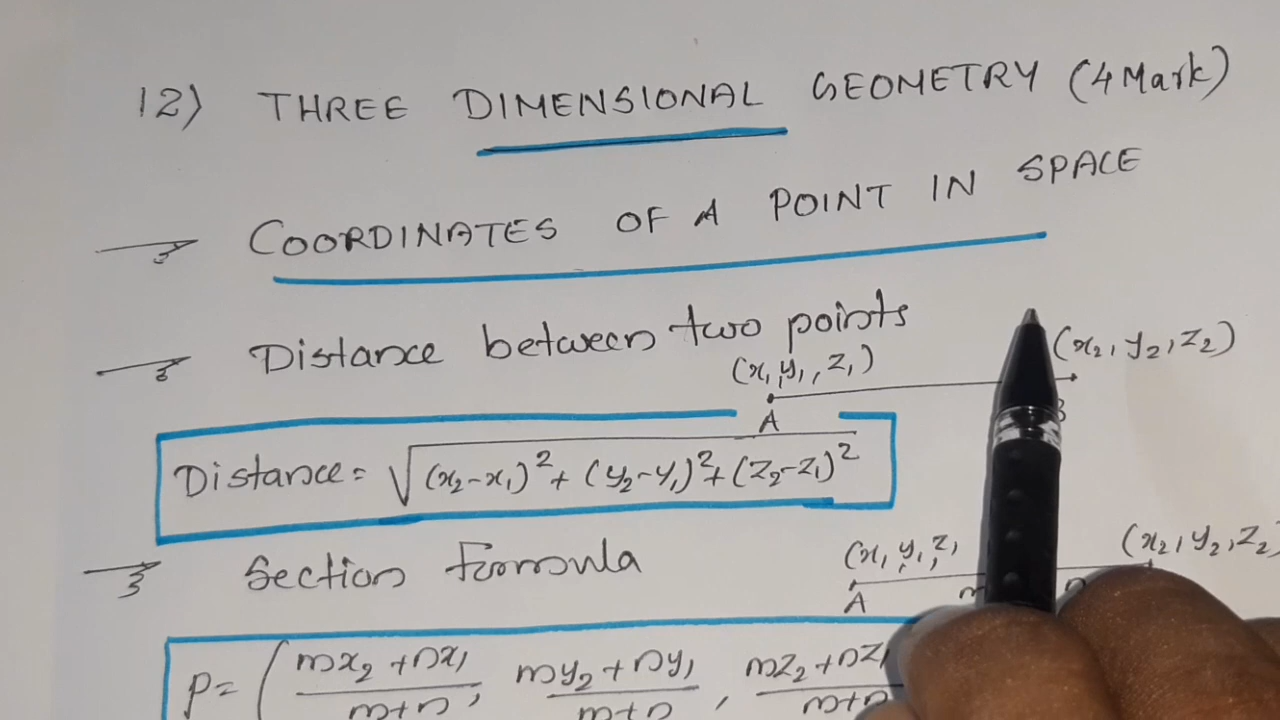 12) THREE DIMENSIONAL GEOMETRY (4 Mark)
COORDINATES OF A POINT IN SPACE
Distance between two points
(x₁, y₁, z₁) (x₂, y₂, z₂)
A B
Distance = √(x₂-x₁)² + (y₂-y₁)² + (z₂-z₁)²
Section Formula
(x₁, y₁, z₁ (x₂, y₂, z₂)
A
P = ( mx₂ + nx₁ / m+n , my₂ + ny₁ / m+n , mz₂ + nz₁ / m+n